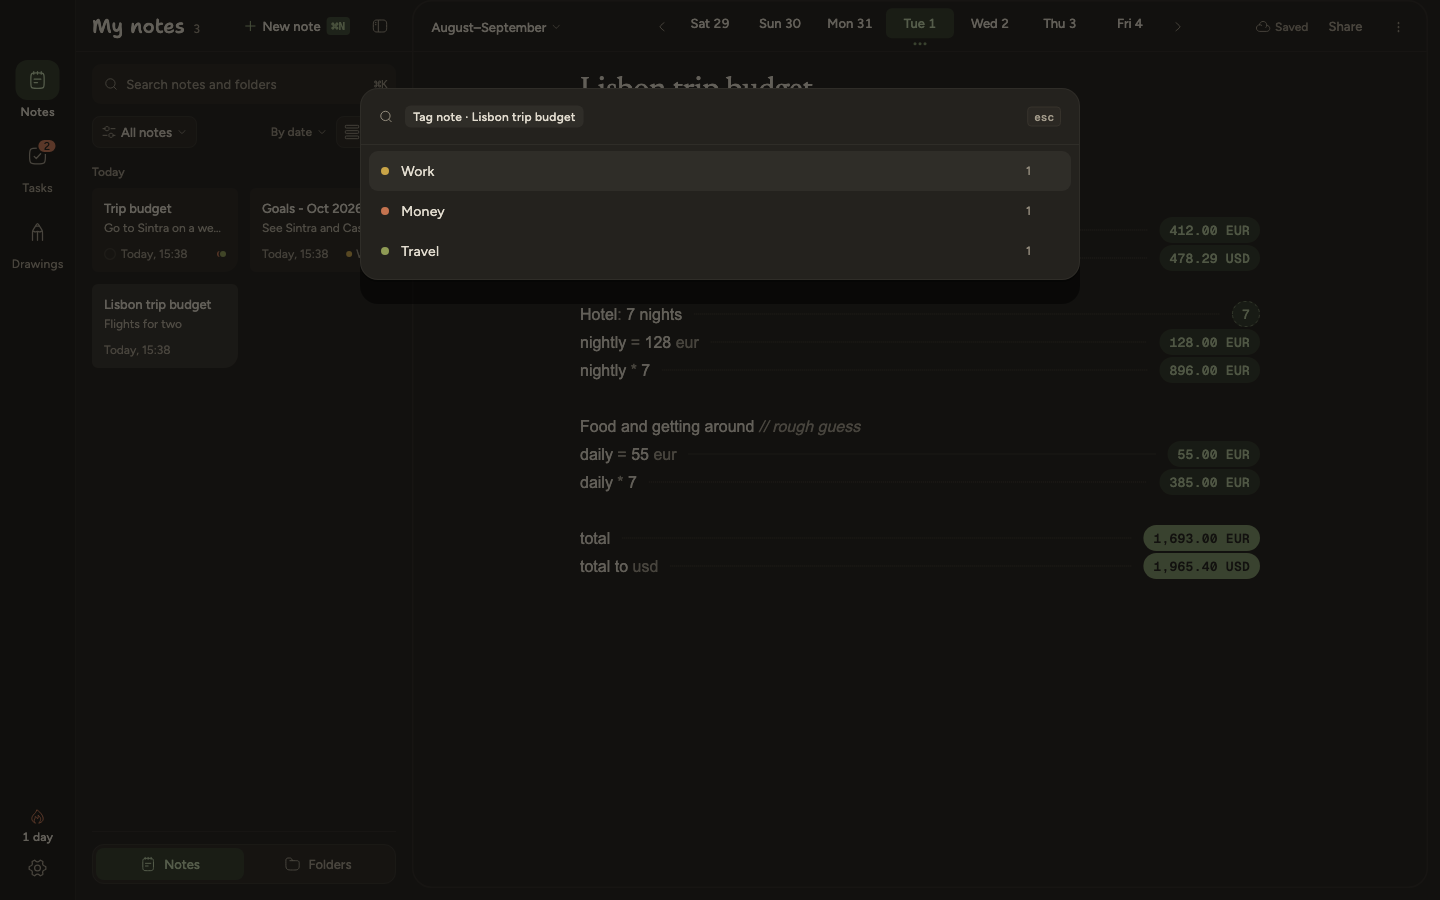 My notes 3
+ New note ⌘N
August–September
Sat 29
Sun 30
Mon 31
Tue 1
Wed 2
Thu 3
Fri 4
Saved
Share
Search notes and folders ⌘K
Lisbon trip budget
Notes
Tag note · Lisbon trip budget
esc
All notes
By date
2
Tasks
Today
Work 1
Trip budget
Go to Sintra on a we...
Today, 15:38
Goals - Oct 2026
See Sintra and Cas
Today, 15:38
Money 1
Travel 1
Drawings
412.00 EUR
478.29 USD
Lisbon trip budget
Flights for two
Today, 15:38
Hotel: 7 nights 7
nightly = 128 eur 128.00 EUR
nightly * 7 896.00 EUR
Food and getting around // rough guess
daily = 55 eur 55.00 EUR
daily * 7 385.00 EUR
total 1,693.00 EUR
total to usd 1,965.40 USD
1 day
Notes
Folders